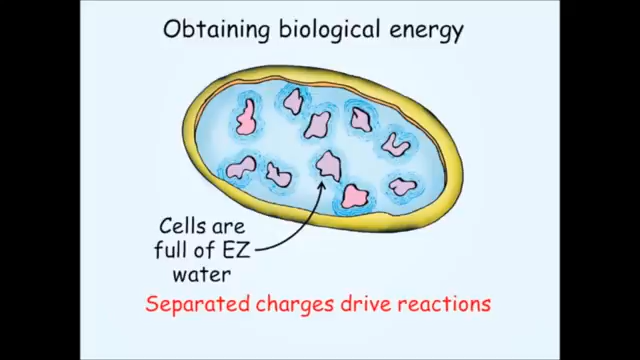 Obtaining biological energy
Cells are
full of EZ
water
Separated charges drive reactions